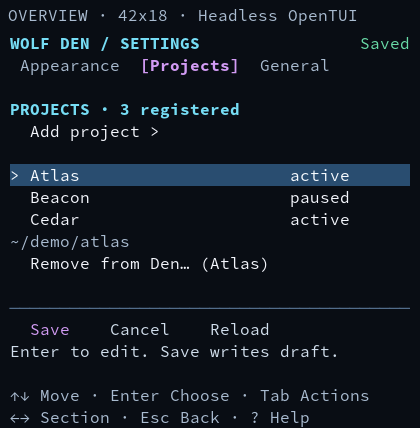 OVERVIEW · 42x18 · Headless OpenTUI
WOLF DEN / SETTINGS Saved
Appearance [Projects] General
PROJECTS · 3 registered
Add project >
> Atlas active
Beacon paused
Cedar active
~/demo/atlas
Remove from Den… (Atlas)
Save Cancel Reload
Enter to edit. Save writes draft.
↑↓ Move · Enter Choose · Tab Actions
←→ Section · Esc Back · ? Help